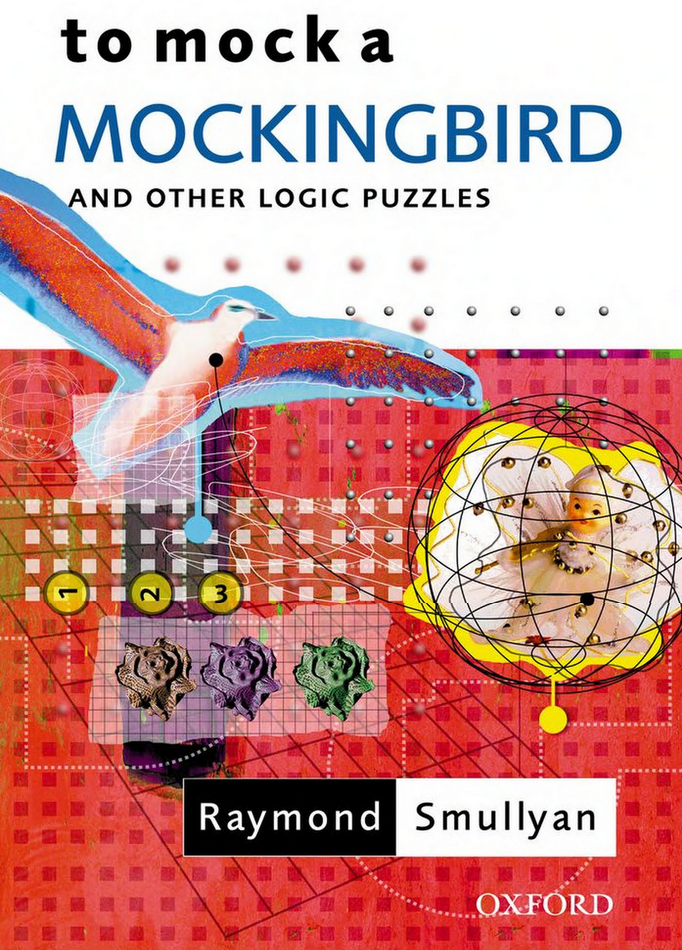 to mock a
MOCKINGBIRD
AND OTHER LOGIC PUZZLES
1 2 3
Raymond Smullyan
OXFORD